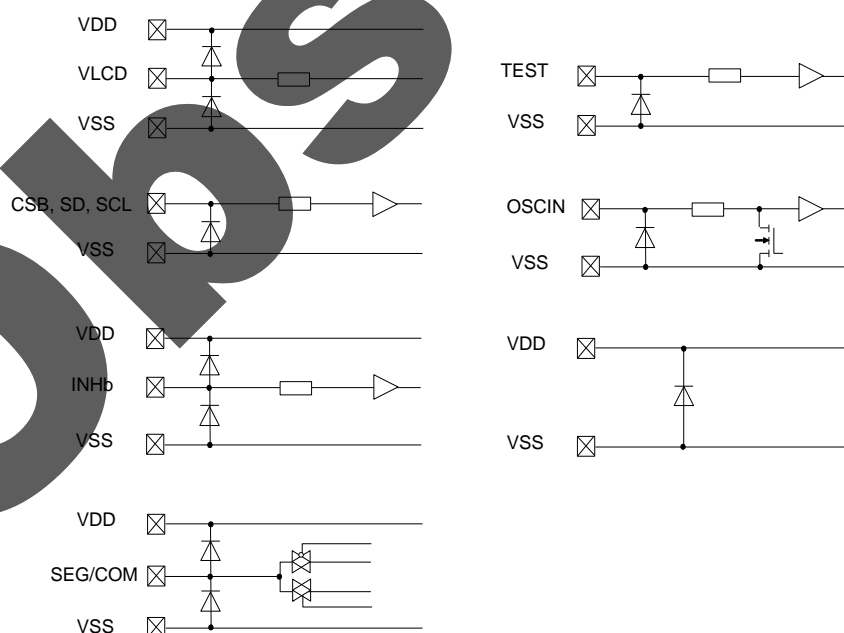 VDD
VLCD
VSS
CSB, SD, SCL
VSS
VDD
INHb
VSS
VDD
SEG/COM
VSS
TEST
VSS
OSCIN
VSS
VDD
VSS